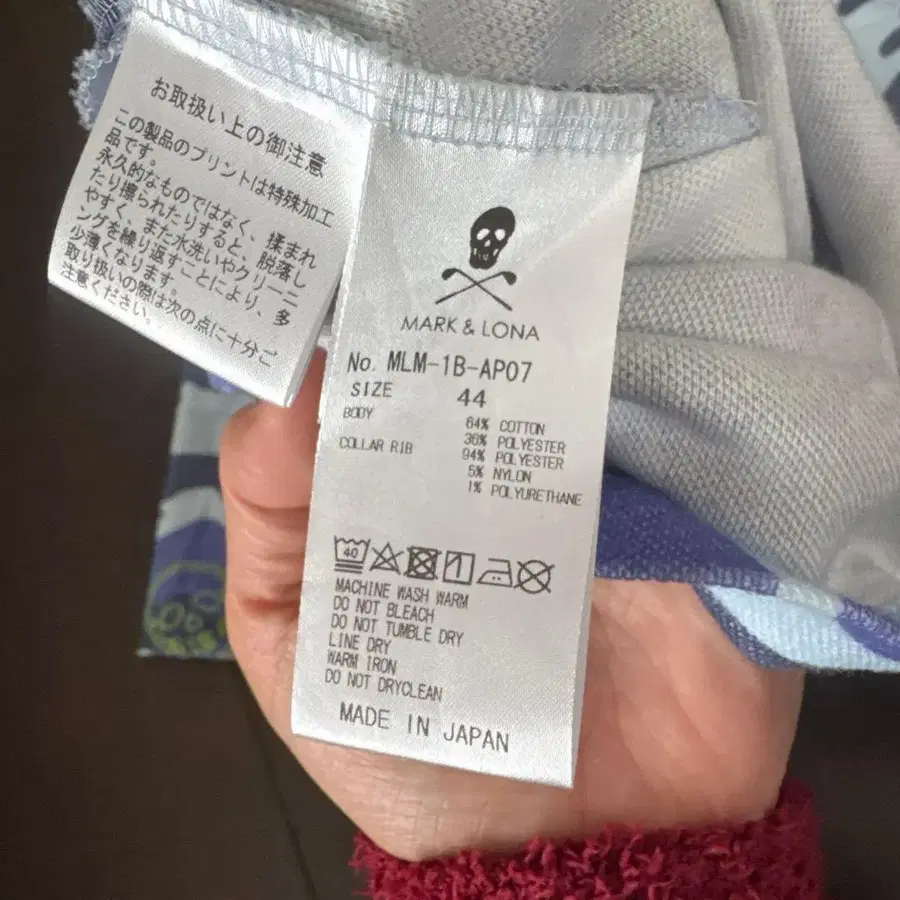 お取扱い上の御注意
この製品のプリントは特殊加工
品です。
永久的なものではなく、揉まれ
たり擦られたりすると、脱落し
やすく、また水洗いやクリーニ
ングを繰り返すことにより、多
少薄くなります。
取り扱いの際は次の点に十分ご
注意ください。
MARK & LONA
No. MLM-1B-AP07
SIZE 44
BODY 64% COTTON
36% POLYESTER
COLLAR RIB 94% POLYESTER
5% NYLON
1% POLYURETHANE
40
MACHINE WASH WARM
DO NOT BLEACH
DO NOT TUMBLE DRY
LINE DRY
WARM IRON
DO NOT DRYCLEAN
MADE IN JAPAN